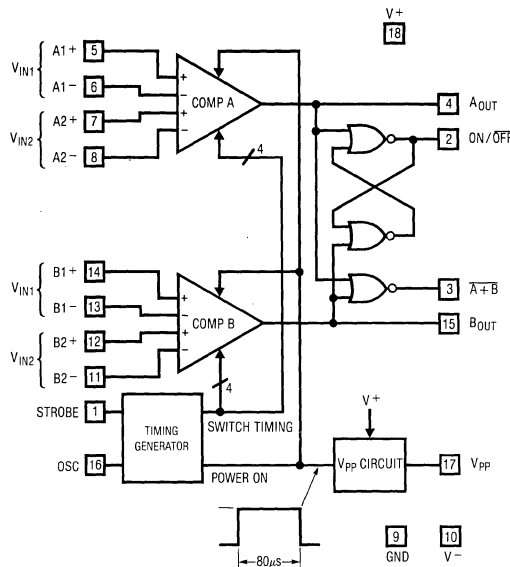 V+
18
VIN1
A1+ 5
A1− 6
VIN2
A2+ 7
A2− 8
+
−
+
−
COMP A
4
4 AOUT
2 ON/O̅F̅F̅
VIN1
B1+ 14
B1− 13
VIN2
B2+ 12
B2− 11
+
−
+
−
COMP B
4
3 A̅+̅B̅
15 BOUT
STROBE 1
OSC 16
TIMING
GENERATOR
SWITCH TIMING
POWER ON
V+
VPP CIRCUIT
17 VPP
80µs
9
GND
10
V−